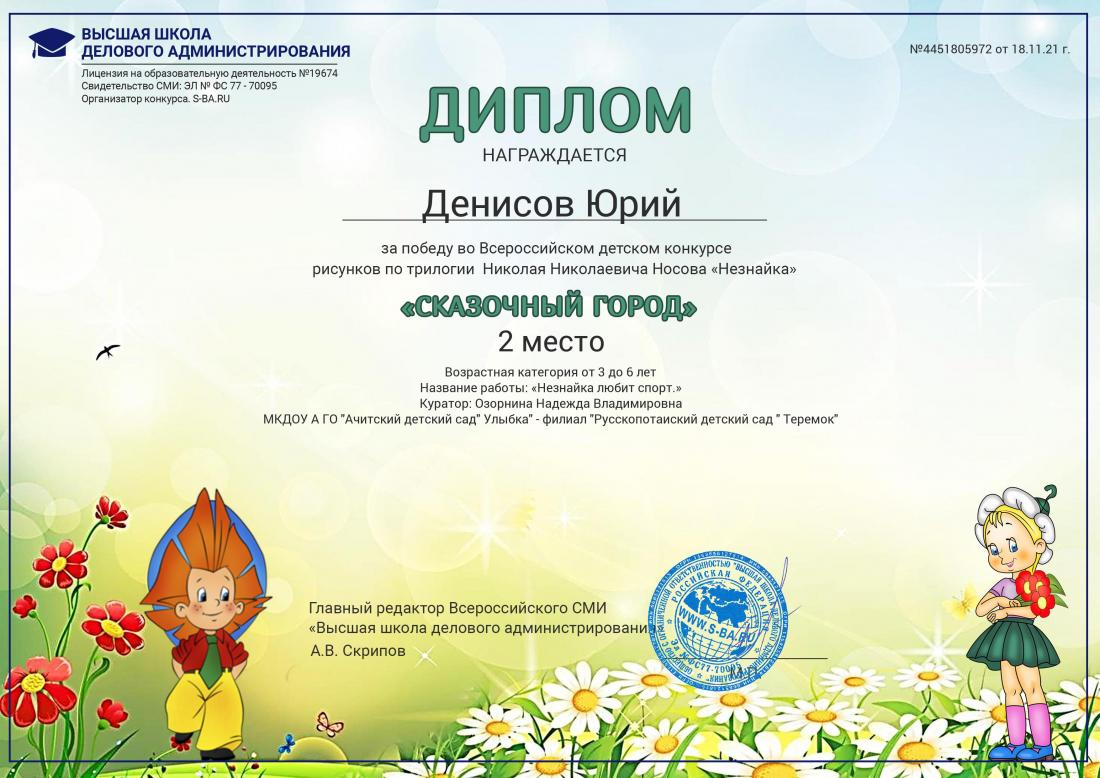 ВЫСШАЯ ШКОЛА
ДЕЛОВОГО АДМИНИСТРИРОВАНИЯ
Лицензия на образовательную деятельность №19674
Свидетельство СМИ: ЭЛ № ФС 77 - 70095
Организатор конкурса. S-BA.RU
№4451805972 от 18.11.21 г.
ДИПЛОМ
НАГРАЖДАЕТСЯ
Денисов Юрий
за победу во Всероссийском детском конкурсе
рисунков по трилогии Николая Николаевича Носова «Незнайка»
«СКАЗОЧНЫЙ ГОРОД»
2 место
Возрастная категория от 3 до 6 лет
Название работы: «Незнайка любит спорт.»
Куратор: Озорнина Надежда Владимировна
МКДОУ А ГО "Ачитский детский сад" Улыбка" - филиал "Русскопотаиский детский сад " Теремок"
Главный редактор Всероссийского СМИ
«Высшая школа делового администрирования»
А.В. Скрипов
РОССИЙСКАЯ ФЕДЕРАЦИЯ
WWW.S-BA.RU